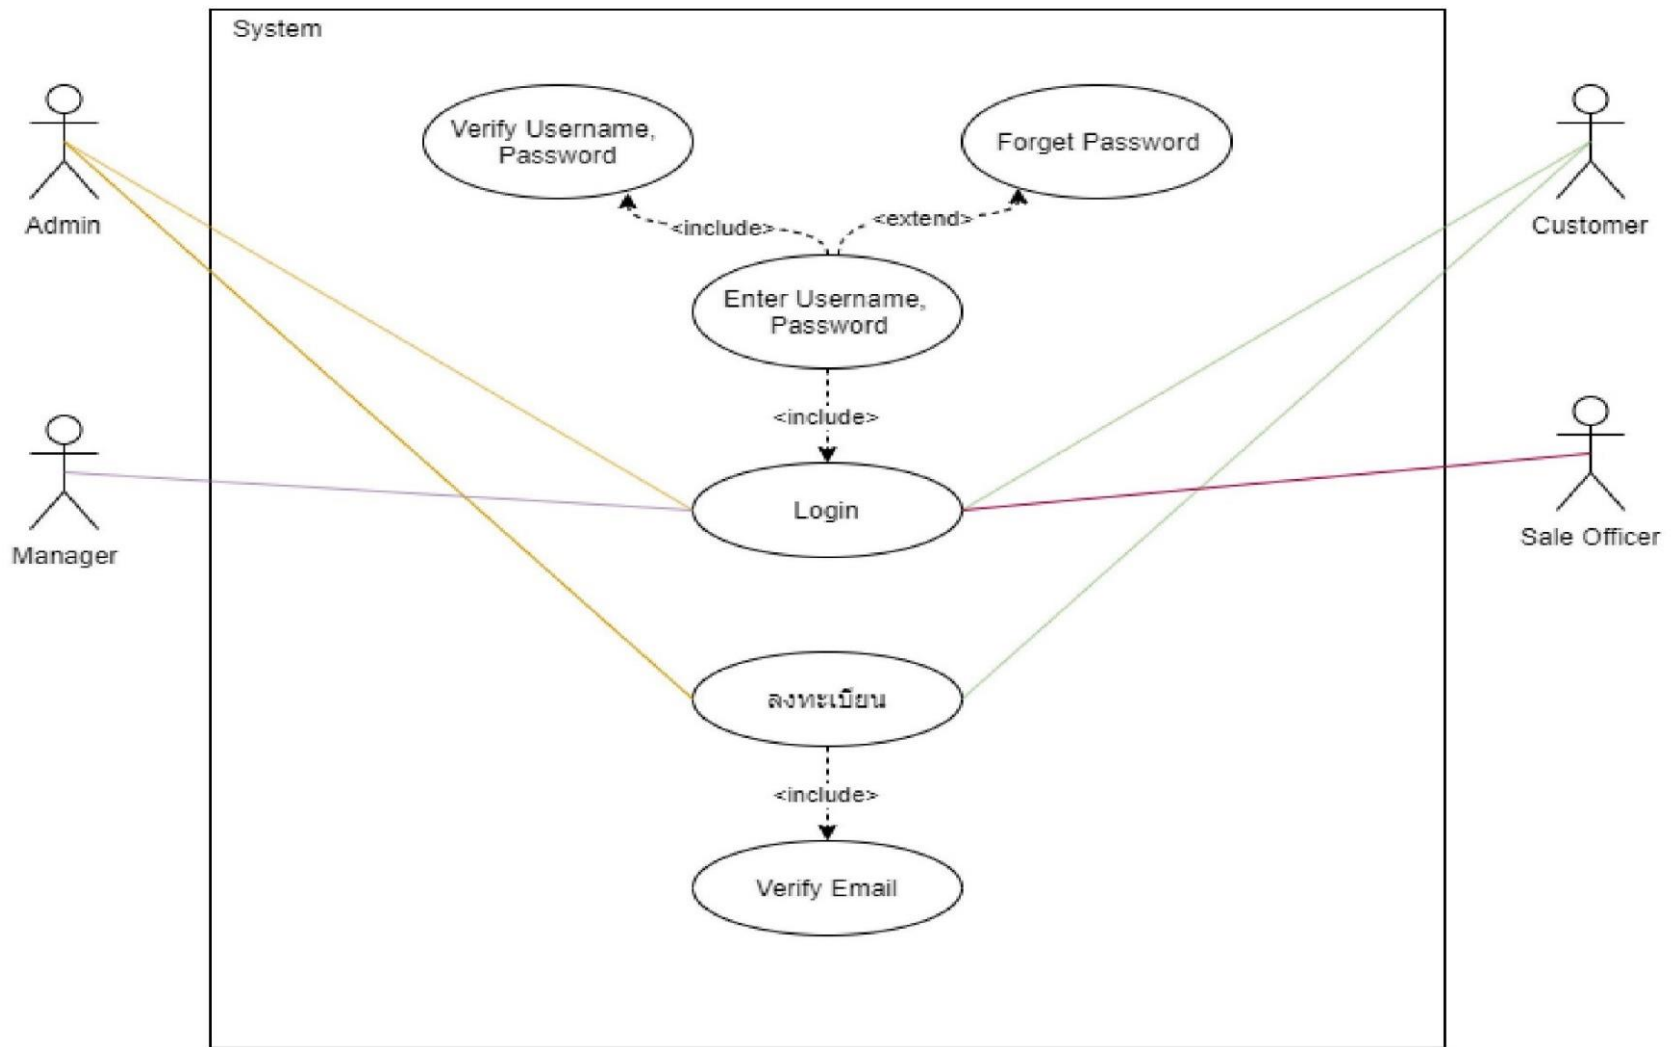 System
Verify Username,
Password
Forget Password
Admin
<include>
<extend>
Customer
Enter Username,
Password
<include>
Manager
Login
Sale Officer
ลงทะเบียน
<include>
Verify Email